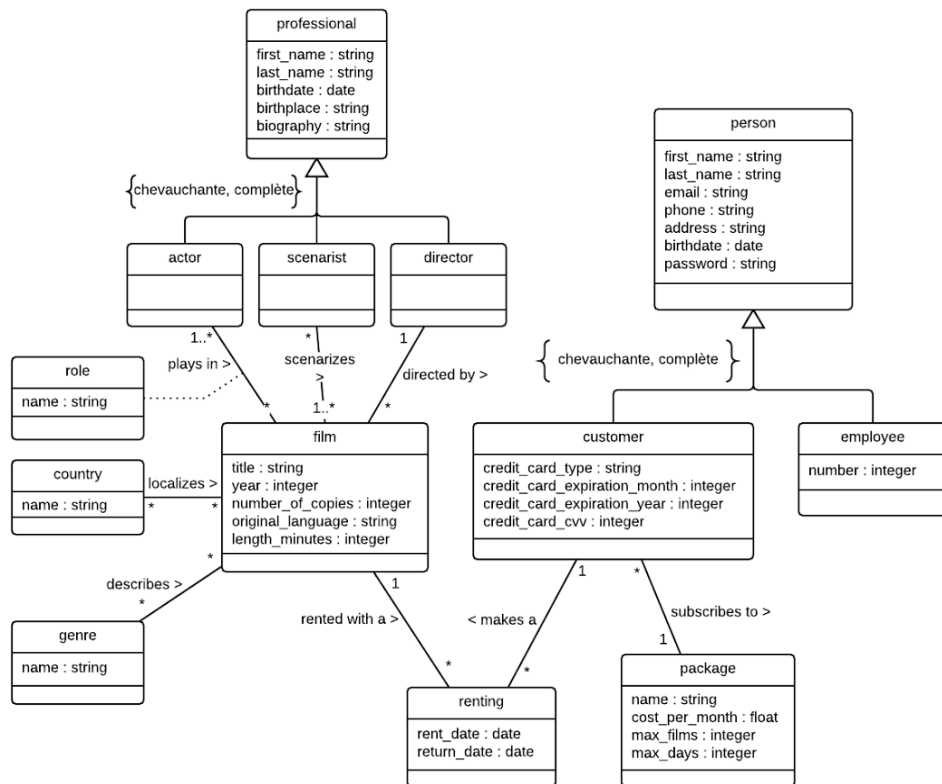 professional
first_name : string
last_name : string
birthdate : date
birthplace : string
biography : string
person
first_name : string
last_name : string
email : string
phone : string
address : string
birthdate : date
password : string
{chevauchante, complète}
actor
scenarist
director
1..*
*
1
scenarizes
>
plays in >
directed by >
*
1..*
*
{ chevauchante, complète }
role
name : string
country
name : string
localizes >
*
*
film
title : string
year : integer
number_of_copies : integer
original_language : string
length_minutes : integer
customer
credit_card_type : string
credit_card_expiration_month : integer
credit_card_expiration_year : integer
credit_card_cvv : integer
employee
number : integer
*
describes >
*
1
rented with a >
*
1
< makes a
*
*
subscribes to >
1
genre
name : string
renting
rent_date : date
return_date : date
package
name : string
cost_per_month : float
max_films : integer
max_days : integer